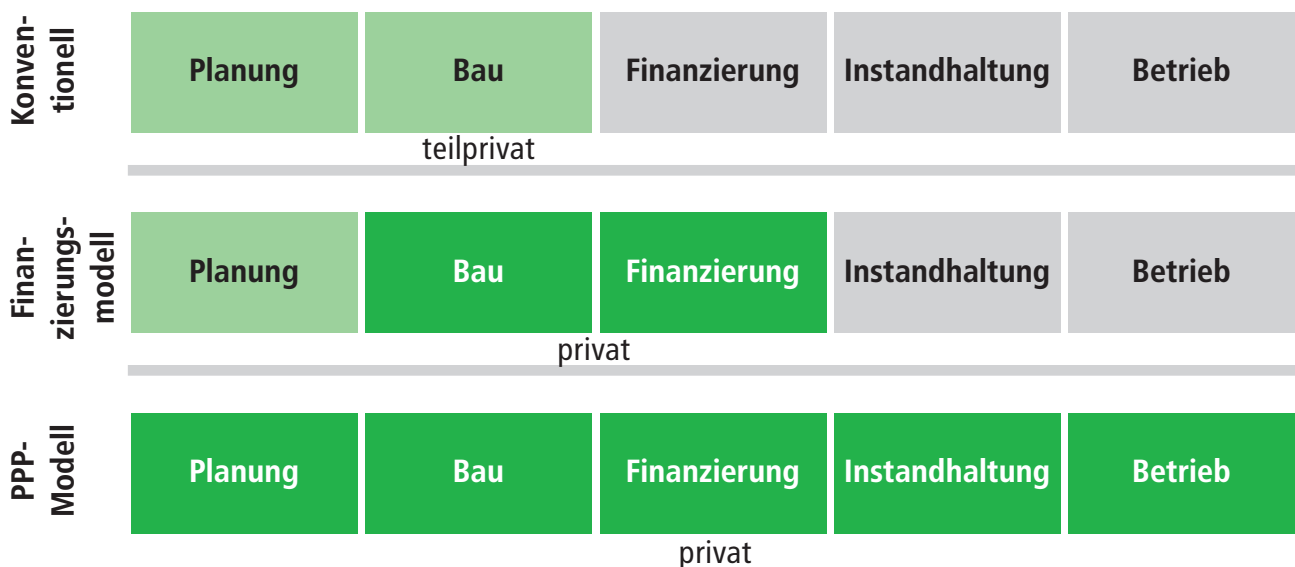 Konven-
tionell
Planung Bau Finanzierung Instandhaltung Betrieb
teilprivat
Finan-
zierungs-
modell
Planung Bau Finanzierung Instandhaltung Betrieb
privat
PPP-
Modell
Planung Bau Finanzierung Instandhaltung Betrieb
privat